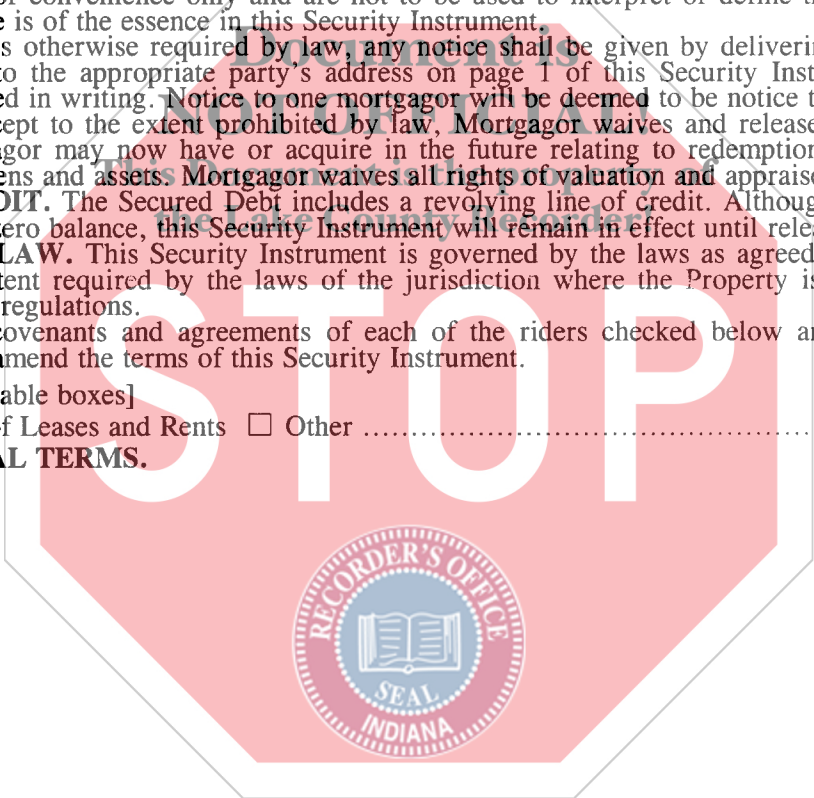 of convenience only and are not to be used to interpret or define th
e is of the essence in this Security Instrument.
s otherwise required by law, any notice shall be given by deliverin
to the appropriate party's address on page 1 of this Security Inst
ed in writing. Notice to one mortgagor will be deemed to be notice t
cept to the extent prohibited by law, Mortgagor waives and release
gor may now have or acquire in the future relating to redemption
ens and assets. Mortgagor waives all rights of valuation and appraise
DIT. The Secured Debt includes a revolving line of credit. Althoug
zero balance, this Security Instrument will remain in effect until rele
LAW. This Security Instrument is governed by the laws as agreed
tent required by the laws of the jurisdiction where the Property is
regulations.
ovenants and agreements of each of the riders checked below an
mend the terms of this Security Instrument.
able boxes]
f Leases and Rents ☐ Other ..........................................................
AL TERMS.
Document is
NOT OFFICIAL
This Document is the property of
the Lake County Recorder!
STOP
RECORDER'S OFFICE
SEAL
INDIANA